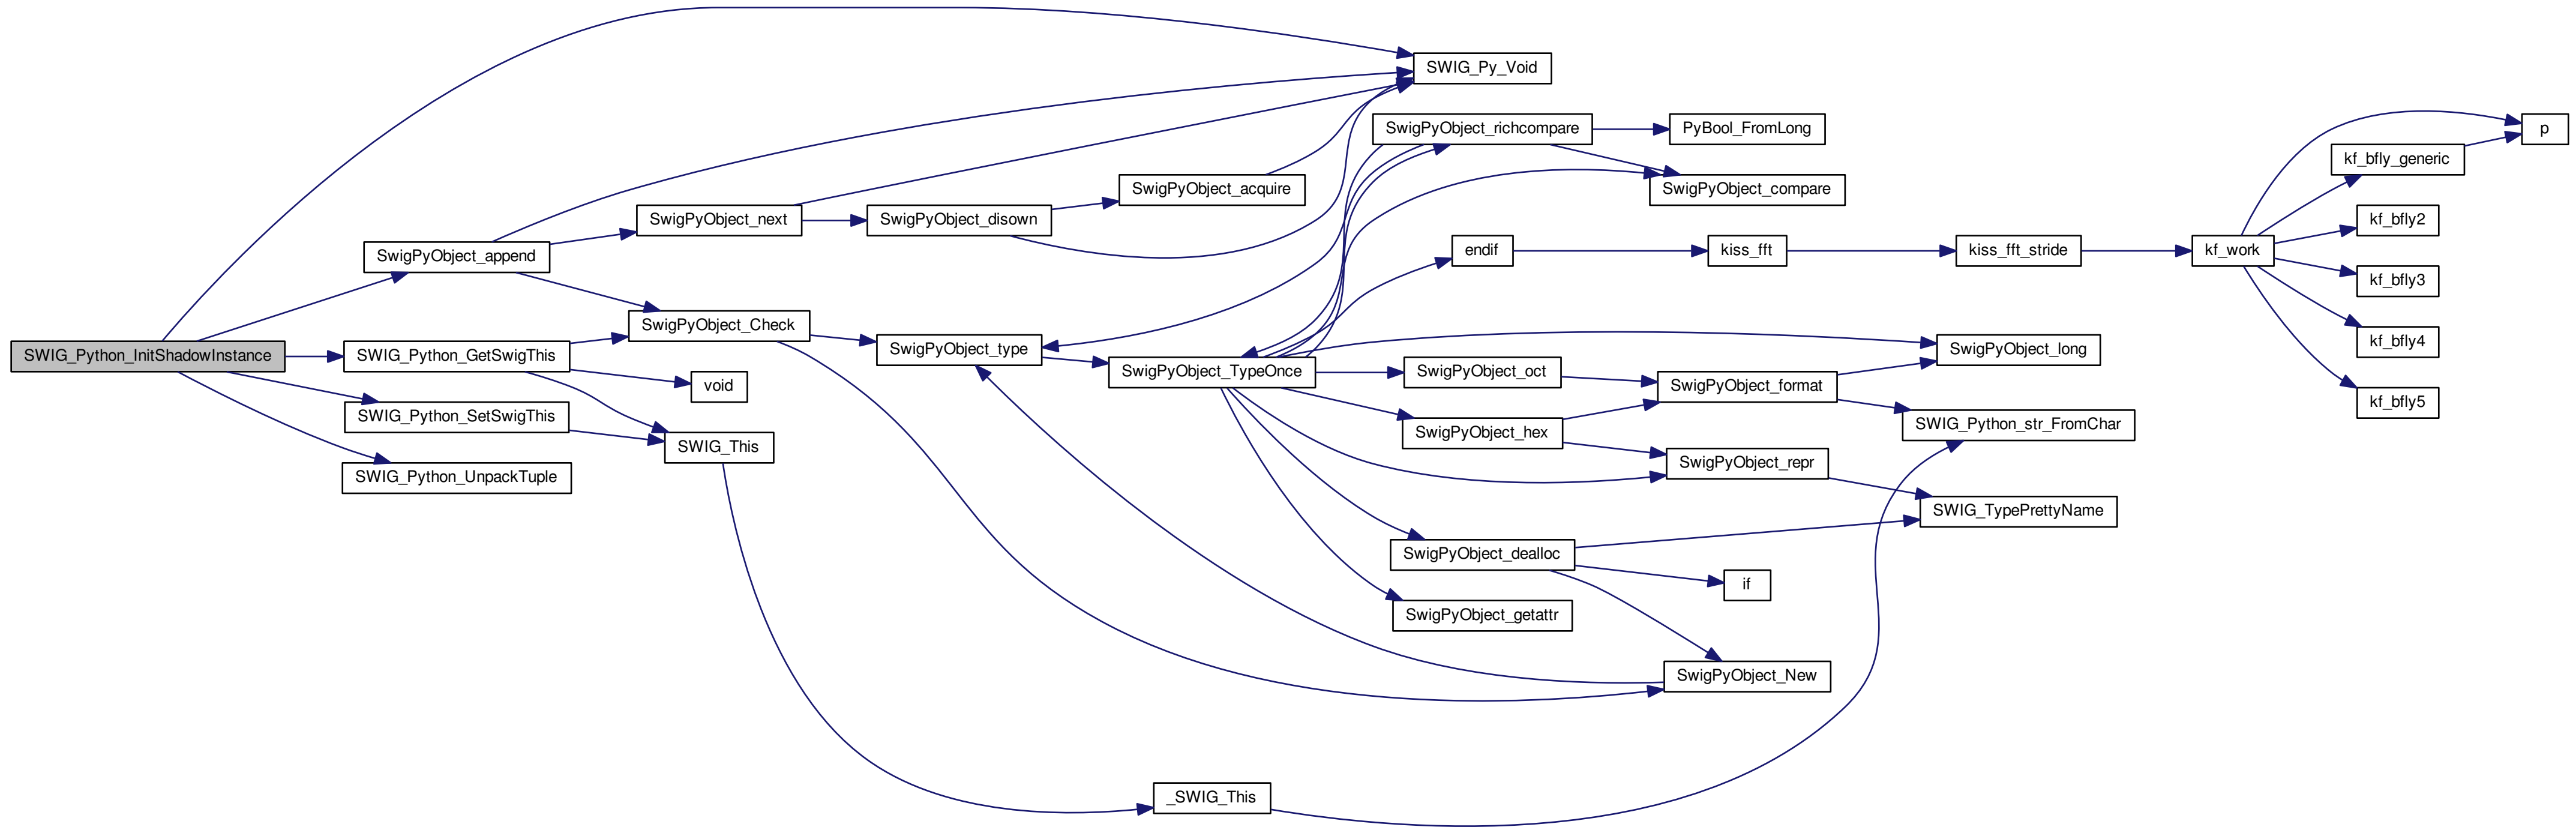 SWIG_Python_InitShadowInstance
SwigPyObject_append
SWIG_Python_GetSwigThis
SWIG_Python_SetSwigThis
SWIG_Python_UnpackTuple
SwigPyObject_next
SwigPyObject_Check
void
SWIG_This
SwigPyObject_disown
SwigPyObject_type
SwigPyObject_acquire
SwigPyObject_TypeOnce
_SWIG_This
SWIG_Py_Void
SwigPyObject_richcompare
endif
SwigPyObject_oct
SwigPyObject_hex
SwigPyObject_dealloc
SwigPyObject_getattr
PyBool_FromLong
SwigPyObject_compare
kiss_fft
SwigPyObject_format
SwigPyObject_repr
if
SwigPyObject_New
kiss_fft_stride
SwigPyObject_long
SWIG_Python_str_FromChar
SWIG_TypePrettyName
kf_work
kf_bfly_generic
kf_bfly2
kf_bfly3
kf_bfly4
kf_bfly5
p